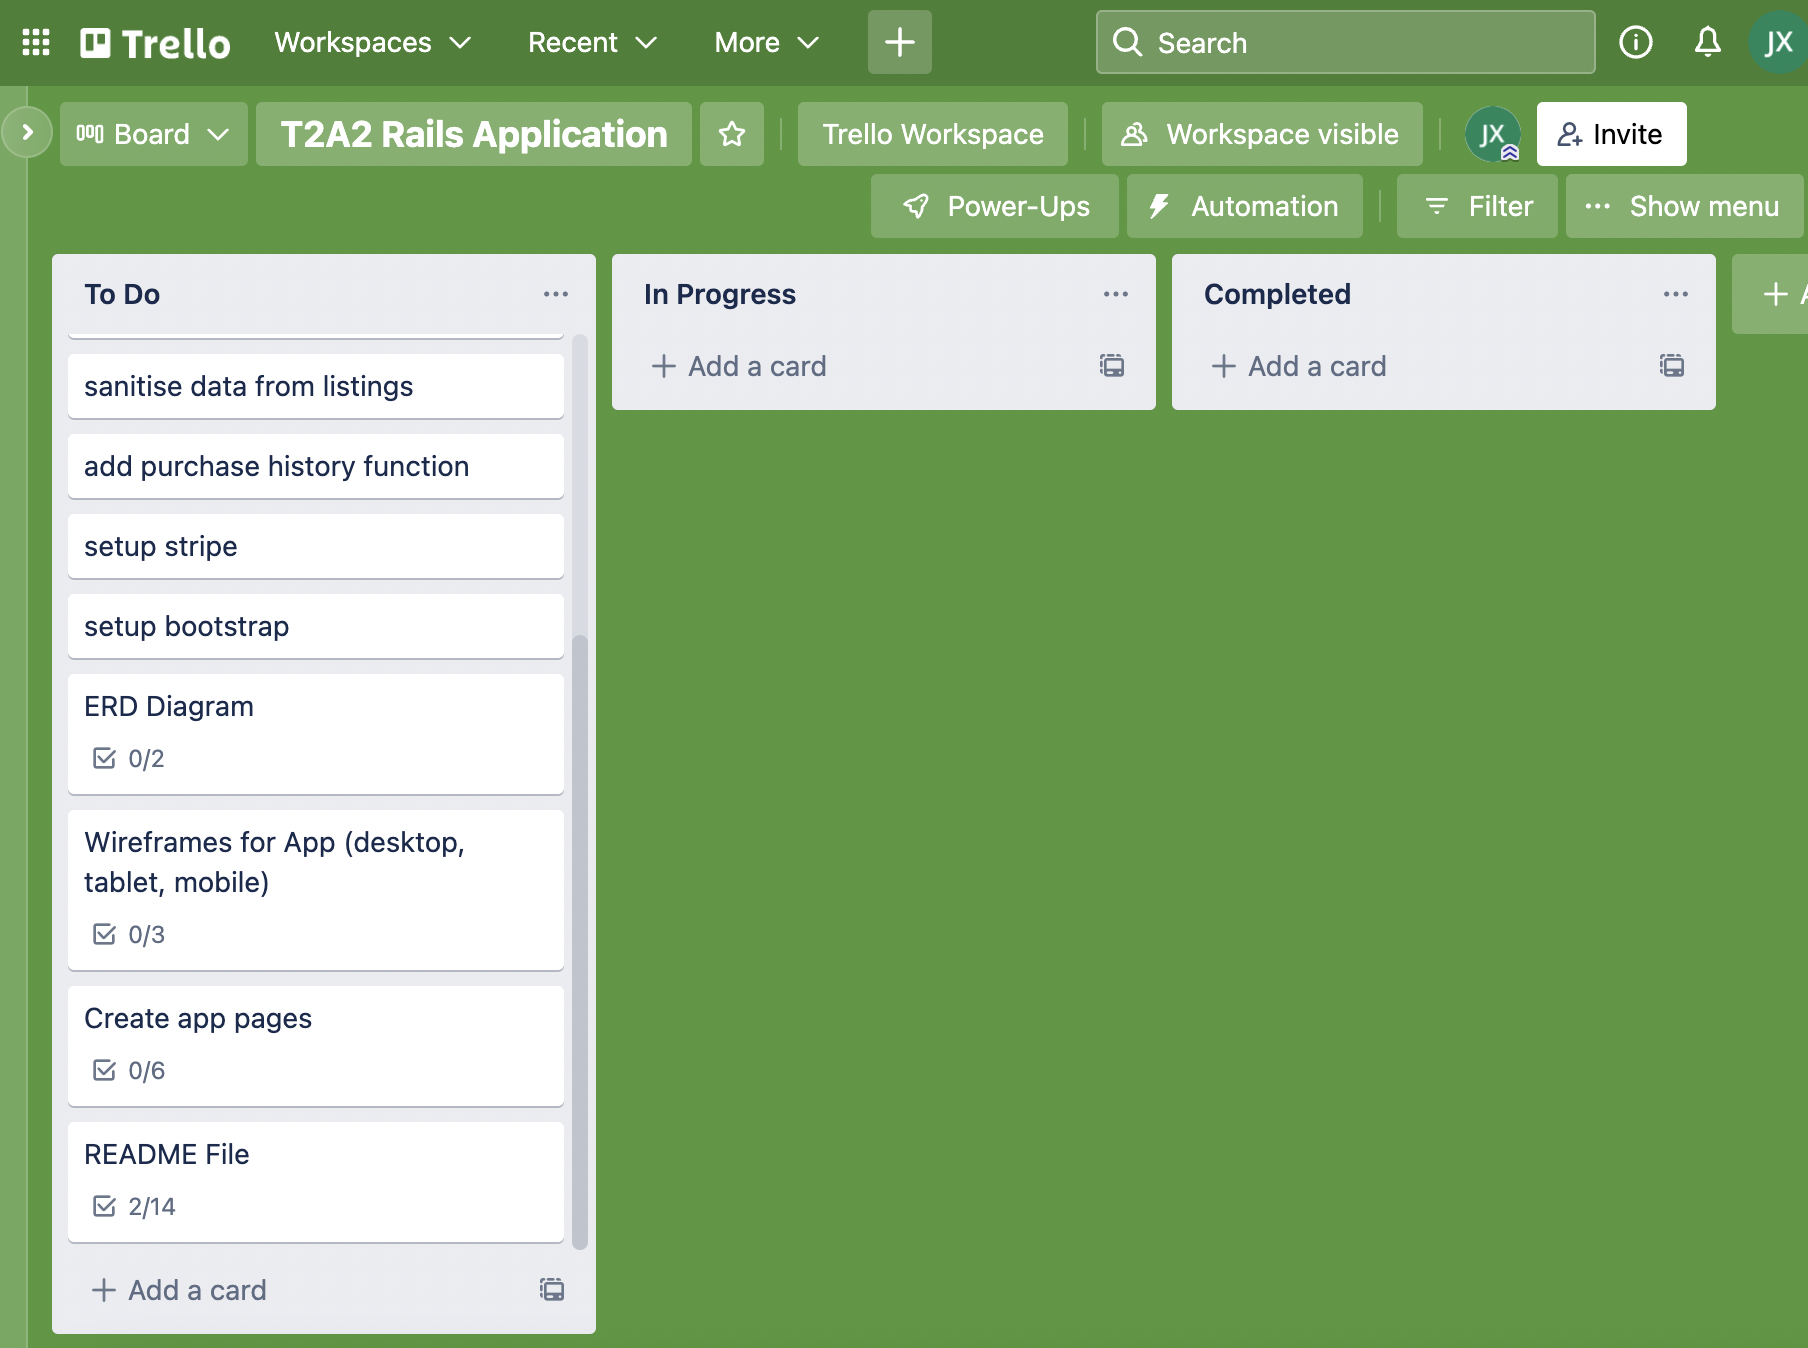 Trello
Workspaces
Recent
More
Search
JX
Board
T2A2 Rails Application
Trello Workspace
Workspace visible
JX
Invite
Power-Ups
Automation
Filter
Show menu
To Do
sanitise data from listings
add purchase history function
setup stripe
setup bootstrap
ERD Diagram
0/2
Wireframes for App (desktop,
tablet, mobile)
0/3
Create app pages
0/6
README File
2/14
Add a card
In Progress
Add a card
Completed
Add a card